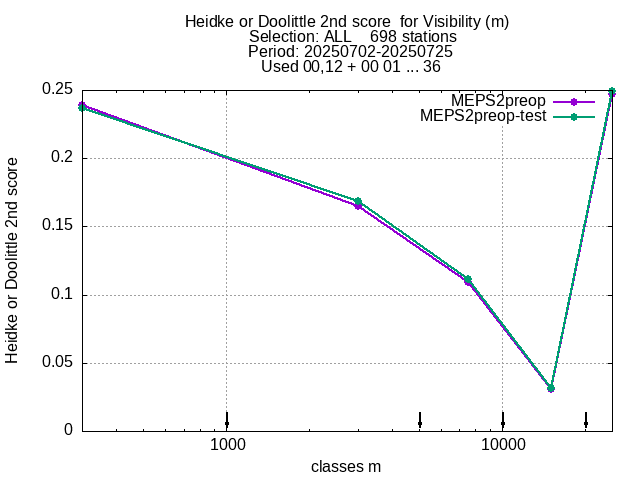 Heidke or Doolittle 2nd score  for Visibility (m)
Selection: ALL    698 stations
Period: 20250702-20250725
Used 00,12 + 00 01 ... 36
MEPS2preop
MEPS2preop-test
0.25
0.2
0.15
0.1
0.05
0
Heidke or Doolittle 2nd score
1000
10000
classes m